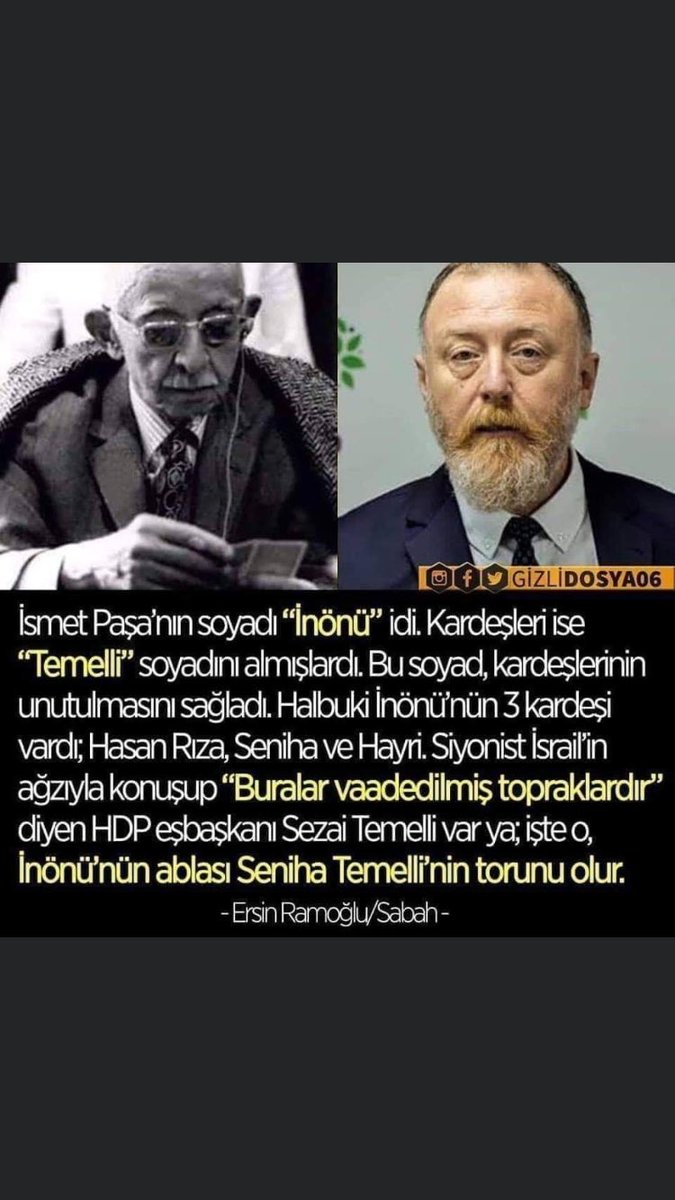 GİZLİDOSYA06
İsmet Paşa'nın soyadı “İnönü” idi. Kardeşleri ise
“Temelli” soyadını almışlardı. Bu soyad, kardeşlerinin
unutulmasını sağladı. Halbuki İnönü'nün 3 kardeşi
vardı; Hasan Rıza, Seniha ve Hayri. Siyonist İsrail'in
ağzıyla konuşup “Buralar vaadedilmiş topraklardır”
diyen HDP eşbaşkanı Sezai Temelli var ya; işte o,
İnönü'nün ablası Seniha Temelli'nin torunu olur.
- Ersin Ramoğlu/Sabah -